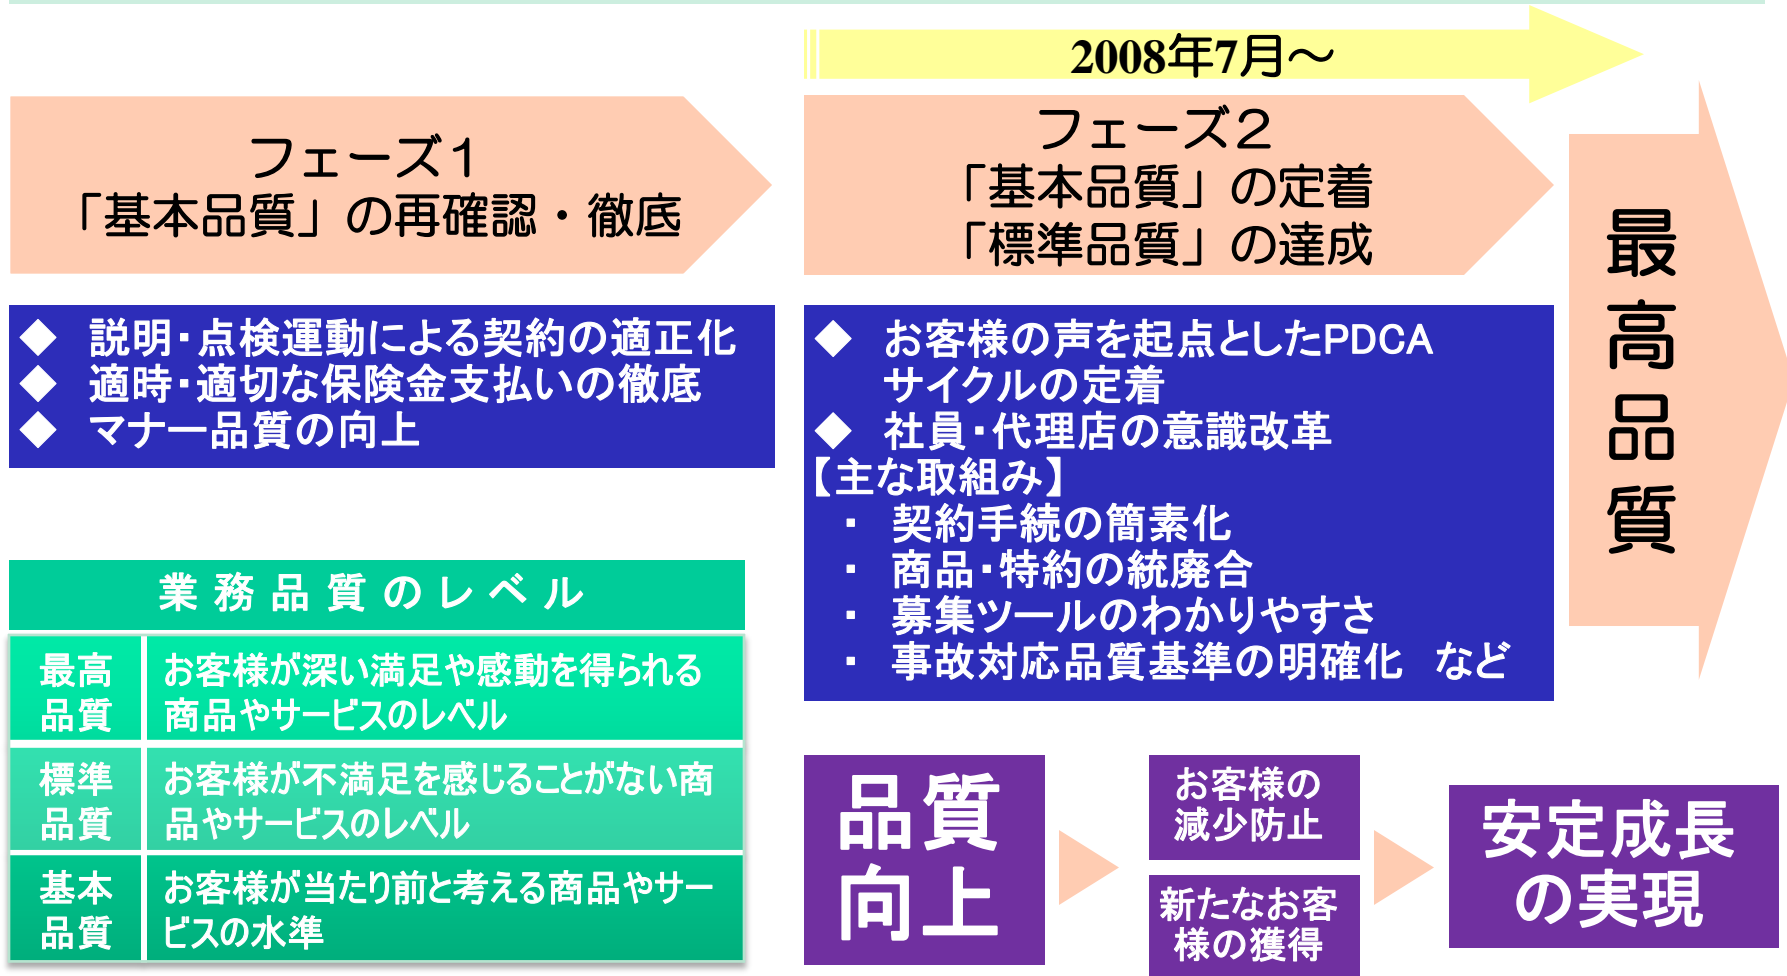 2008年7月～
フェーズ１
「基本品質」の再確認・徹底
フェーズ２
「基本品質」の定着
「標準品質」の達成
最高品質
◆　説明・点検運動による契約の適正化
◆　適時・適切な保険金支払いの徹底
◆　マナー品質の向上
◆　お客様の声を起点としたPDCA
サイクルの定着
◆　社員・代理店の意識改革
【主な取組み】
・　契約手続の簡素化
・　商品・特約の統廃合
・　募集ツールのわかりやすさ
・　事故対応品質基準の明確化　など
業務品質のレベル
最高
品質
お客様が深い満足や感動を得られる
商品やサービスのレベル
標準
品質
お客様が不満足を感じることがない商
品やサービスのレベル
基本
品質
お客様が当たり前と考える商品やサー
ビスの水準
品質
向上
お客様の
減少防止
新たなお客
様の獲得
安定成長
の実現